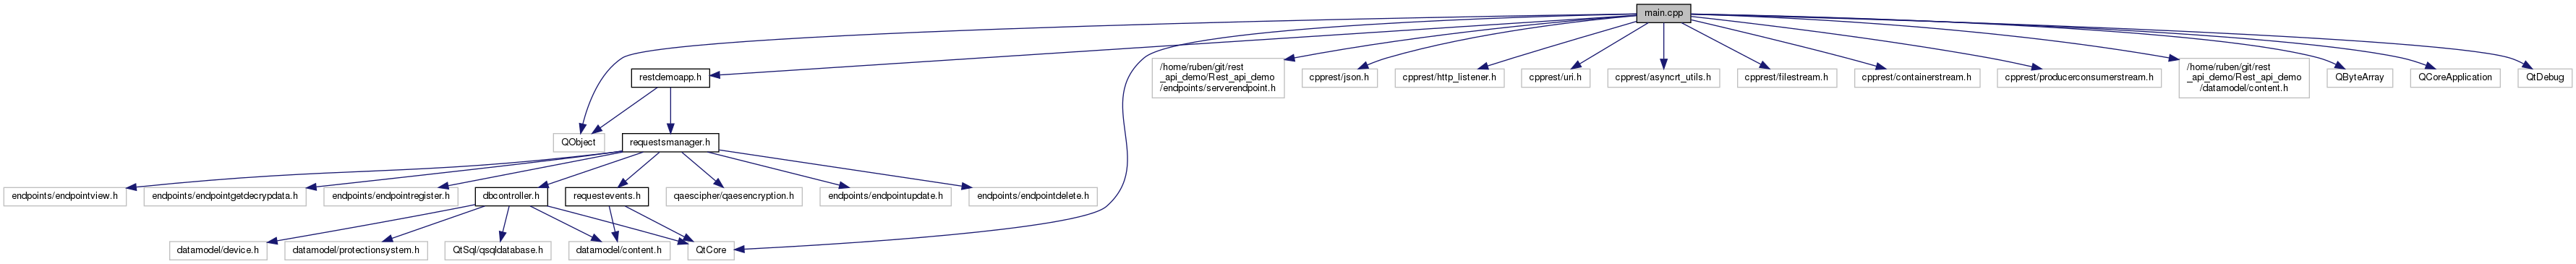 main.cpp
restdemoapp.h
/home/ruben/git/rest
_api_demo/Rest_api_demo
/endpoints/serverendpoint.h
cpprest/json.h
cpprest/http_listener.h
cpprest/uri.h
cpprest/asyncrt_utils.h
cpprest/filestream.h
cpprest/containerstream.h
cpprest/producerconsumerstream.h
/home/ruben/git/rest
_api_demo/Rest_api_demo
/datamodel/content.h
QByteArray
QCoreApplication
QtDebug
QObject
requestsmanager.h
endpoints/endpointview.h
endpoints/endpointgetdecrypdata.h
endpoints/endpointregister.h
dbcontroller.h
requestevents.h
qaescipher/qaesencryption.h
endpoints/endpointupdate.h
endpoints/endpointdelete.h
datamodel/device.h
datamodel/protectionsystem.h
QtSql/qsqldatabase.h
datamodel/content.h
QtCore